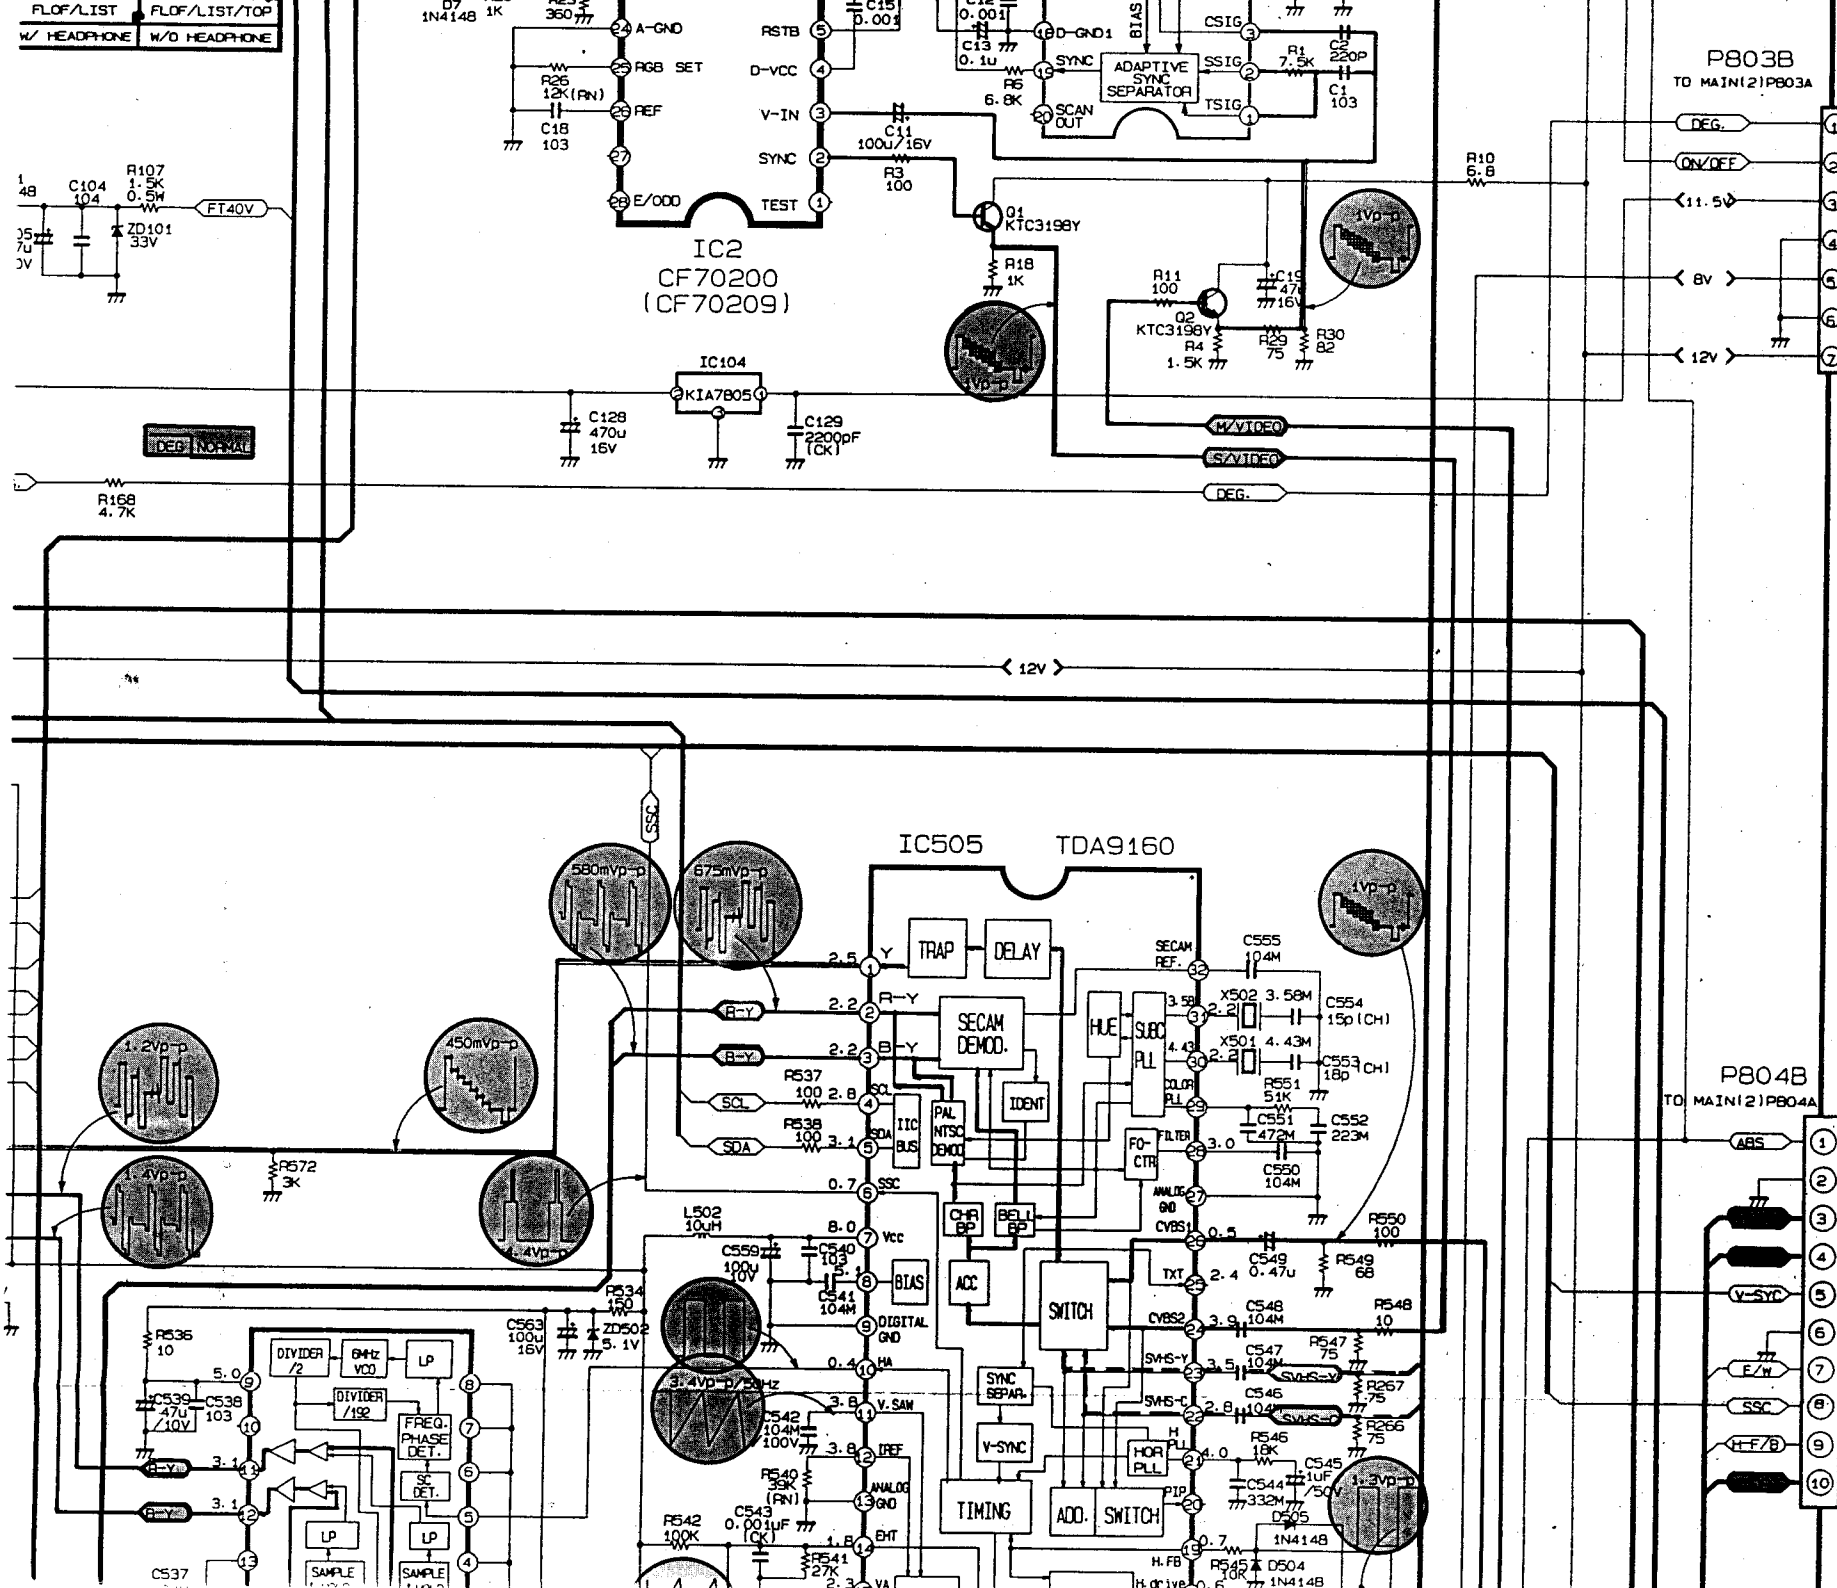 FLOF/LIST
FLOF/LIST/TOP
W/ HEADPHONE
W/O HEADPHONE
D7
1N4148
1K
360
24
A-GND
25
RGB SET
R26
12K(RN)
26
REF
C18
103
27
28
E/ODD
RSTB
5
D-VCC
4
V-IN
3
SYNC
2
TEST
1
IC2
CF70200
(CF70209)
C15
0.001
0.001
C13
0.1u
R6
6.8K
C11
100u/16V
R3
100
BIAS
18
D-GND1
19
SYNC
20
SCAN
OUT
ADAPTIVE
SYNC
SEPARATOR
CSIG
3
SSIG
2
TSIG
1
R1
7.5K
C2
220P
C1
103
P803B
TO MAIN(2)P803A
DEG.
1
ON/OFF
2
11.5V
3
4
8V
5
6
12V
7
R10
6.8
Q1
KTC3198Y
R18
1K
1Vp-p
R11
100
Q2
KTC3198Y
R4
1.5K
C19
47u
16V
R29
75
R30
82
1Vp-p
R107
1.5K
0.5W
48
C104
104
FT40V
ZD101
33V
IC104
KIA7805
C128
470u
16V
C129
2200pF
(CK)
M/VIDEO
S/VIDEO
DEG.
DEG
NORMAL
R168
4.7K
12V
SSC
IC505
TDA9160
580mVp-p
675mVp-p
1Vp-p
TRAP
DELAY
2.5
1
Y
2.2
2
R-Y
R-Y
2.2
3
B-Y
B-Y
SECAM
DEMOD.
HUE
SUBC
PLL
IDENT
PAL
NTSC
DEMOD
IIC
BUS
FO-
CTR
SECAM
REF.
32
C555
104M
3.58
31
2.2
X502
3.58M
C554
15p(CH)
4.43
30
2.2
X501
4.43M
C553
18p(CH)
COLOR
PLL
29
R551
51K
C551
472M
C552
223M
FILTER
28
3.0
C550
104M
ANALOG
GND
27
CVBS1
26
0.5
C549
0.47u
R549
68
R550
100
TXT
25
2.4
CVBS2
24
3.9
C548
104M
R548
10
R547
75
SVHS-Y
23
3.5
C547
104M
SVHS-Y
R267
75
SVHS-C
22
2.8
C546
104M
SVHS-C
R266
75
H
PLL
21
4.0
R546
18K
C544
332M
C545
1uF
/50V
PIP
20
19
0.7
H.FB
R545
10K
D505
1N4148
D504
1N4148
1.3Vp-p
H.drive
SCL
R537
100
2.8
4
SCL
SDA
R538
100
3.1
5
SDA
0.7
6
SSC
L502
10uH
8.0
7
Vcc
C559
100u
10V
C540
103
5.1
8
C541
104M
BIAS
9
DIGITAL
GND
0.4
10
HA
3.4Vp-p/50Hz
3.8
11
V.SAW
C542
104M
100V
3.8
12
IREF
R540
39K
(RN)
13
ANALOG
GND
1.8
14
EHT
R542
100K
C543
0.001uF
(CK)
R541
27K
2.3
VA
CHR
BP
BELL
BP
ACC
SWITCH
SYNC
SEPAR.
V-SYNC
HOR
PLL
TIMING
ADD.
SWITCH
1.2Vp-p
1.4Vp-p
450mVp-p
4.4Vp-p
R572
3K
R534
150
C563
100u
16V
ZD502
5.1V
R536
10
C539
47u
/10V
C538
103
DIVIDER
/2
6MHz
VCO
LP
DIVIDER
/192
FREQ.
PHASE
DET.
SC
DET.
LP
LP
SAMPLE
SAMPLE
5.0
9
10
3.1
11
3.1
12
13
8
7
6
5
4
C537
P804B
TO MAIN(2)P804A
ABS
1
2
3
4
V-SYC
5
6
E/W
7
SSC
8
H-F/B
9
10